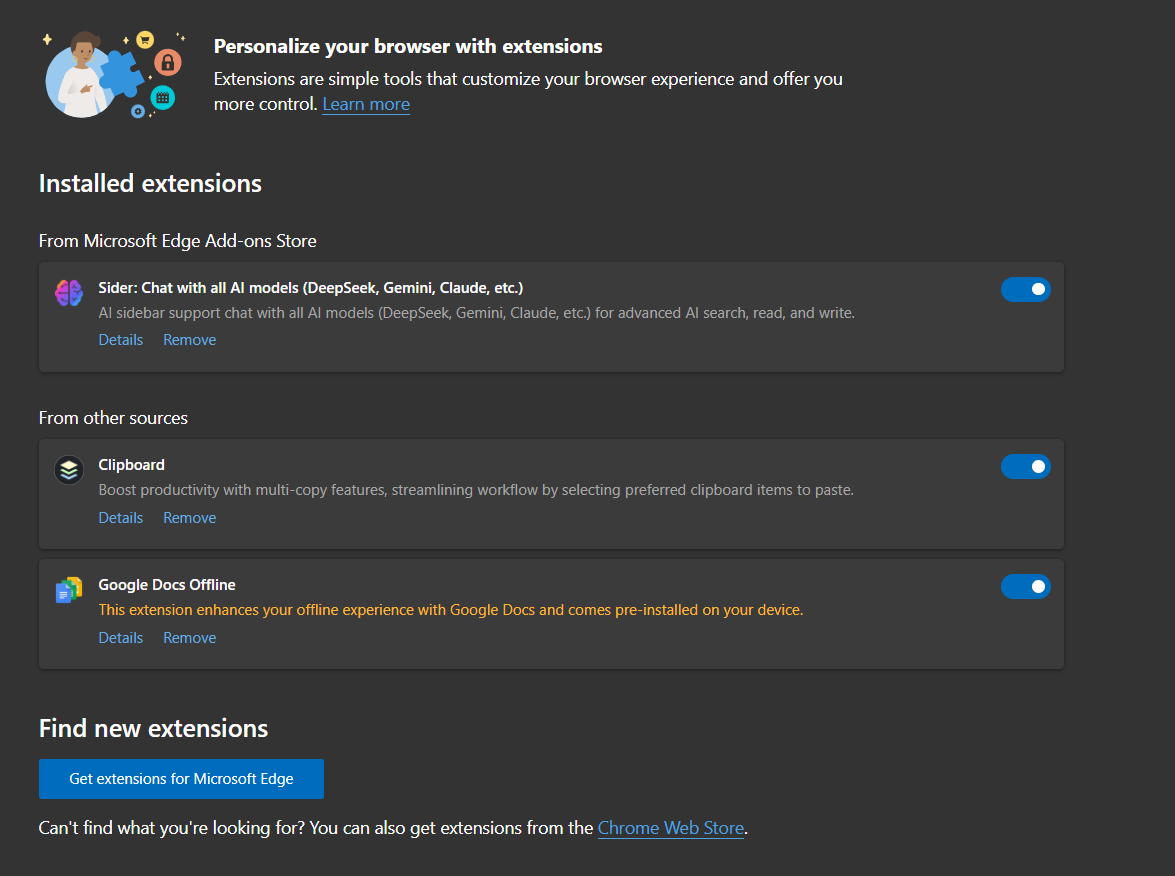 Personalize your browser with extensions
Extensions are simple tools that customize your browser experience and offer you
more control. Learn more
Installed extensions
From Microsoft Edge Add-ons Store
Sider: Chat with all AI models (DeepSeek, Gemini, Claude, etc.)
AI sidebar support chat with all AI models (DeepSeek, Gemini, Claude, etc.) for advanced AI search, read, and write.
Details Remove
From other sources
Clipboard
Boost productivity with multi-copy features, streamlining workflow by selecting preferred clipboard items to paste.
Details Remove
Google Docs Offline
This extension enhances your offline experience with Google Docs and comes pre-installed on your device.
Details Remove
Find new extensions
Get extensions for Microsoft Edge
Can't find what you're looking for? You can also get extensions from the Chrome Web Store.